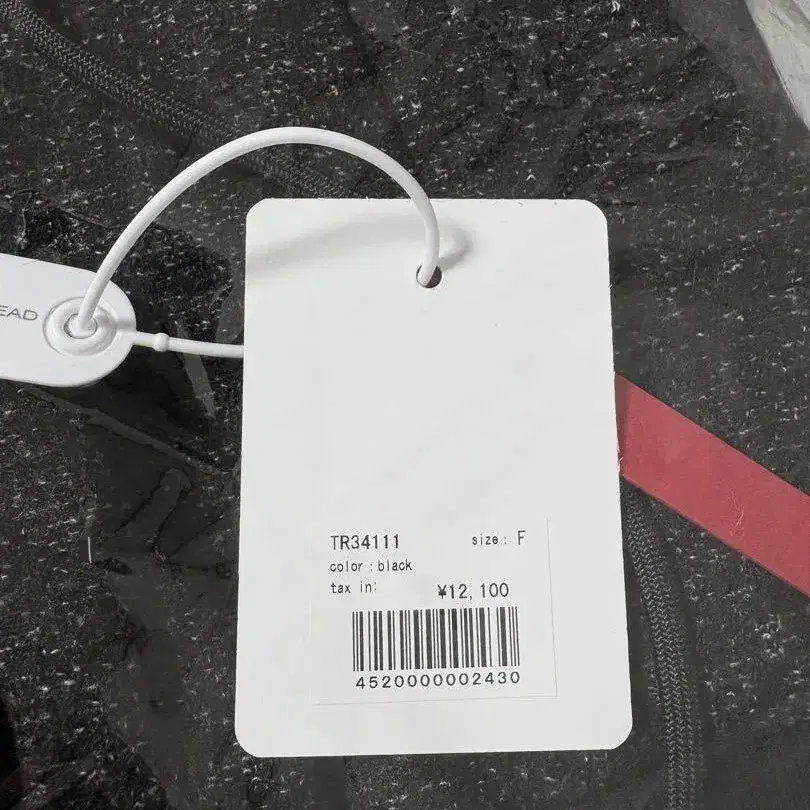 EAD
TR34111 size: F
color:black
tax in:
¥12,100
4520000002430